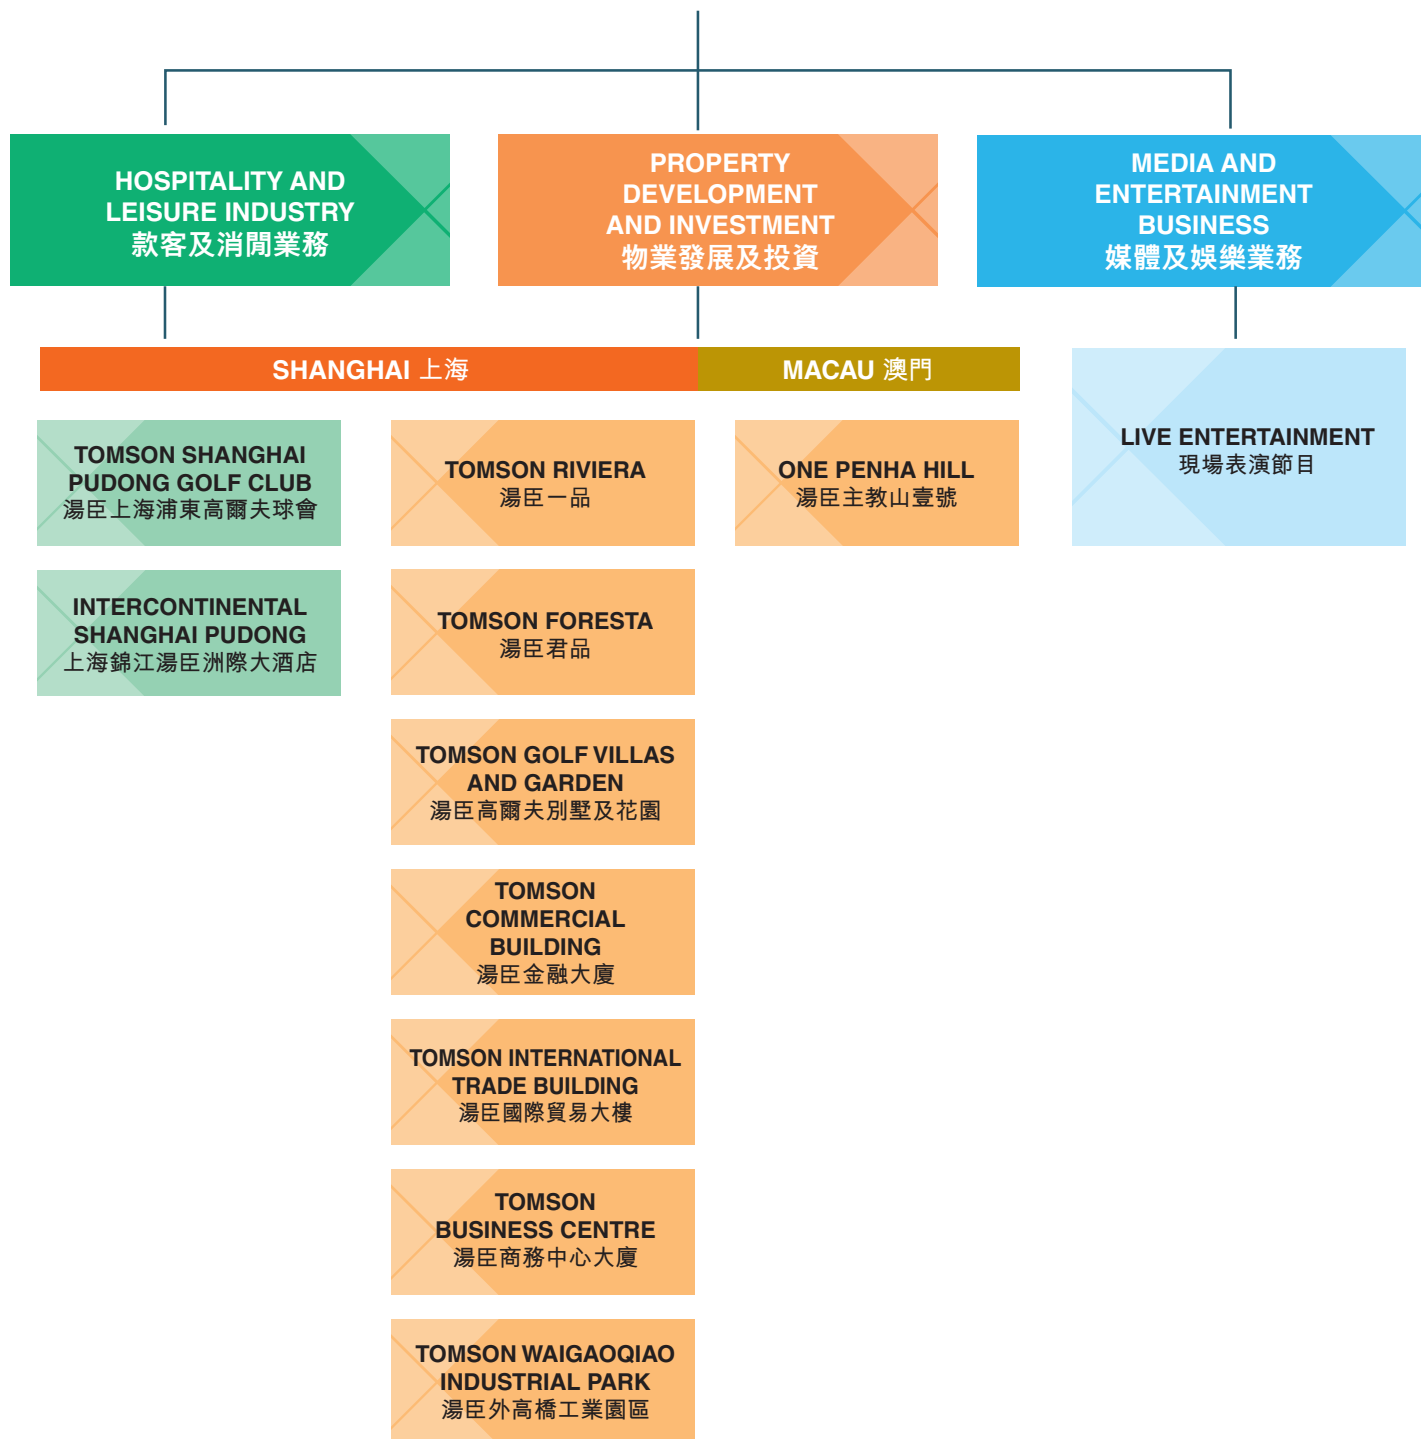 HOSPITALITY AND
LEISURE INDUSTRY
款客及消閒業務
PROPERTY
DEVELOPMENT
AND INVESTMENT
物業發展及投資
MEDIA AND
ENTERTAINMENT
BUSINESS
媒體及娛樂業務
SHANGHAI 上海
MACAU 澳門
TOMSON SHANGHAI
PUDONG GOLF CLUB
湯臣上海浦東高爾夫球會
INTERCONTINENTAL
SHANGHAI PUDONG
上海錦江湯臣洲際大酒店
TOMSON RIVIERA
湯臣一品
TOMSON FORESTA
湯臣君品
TOMSON GOLF VILLAS
AND GARDEN
湯臣高爾夫別墅及花園
TOMSON
COMMERCIAL
BUILDING
湯臣金融大廈
TOMSON INTERNATIONAL
TRADE BUILDING
湯臣國際貿易大樓
TOMSON
BUSINESS CENTRE
湯臣商務中心大廈
TOMSON WAIGAOQIAO
INDUSTRIAL PARK
湯臣外高橋工業園區
ONE PENHA HILL
湯臣主教山壹號
LIVE ENTERTAINMENT
現場表演節目